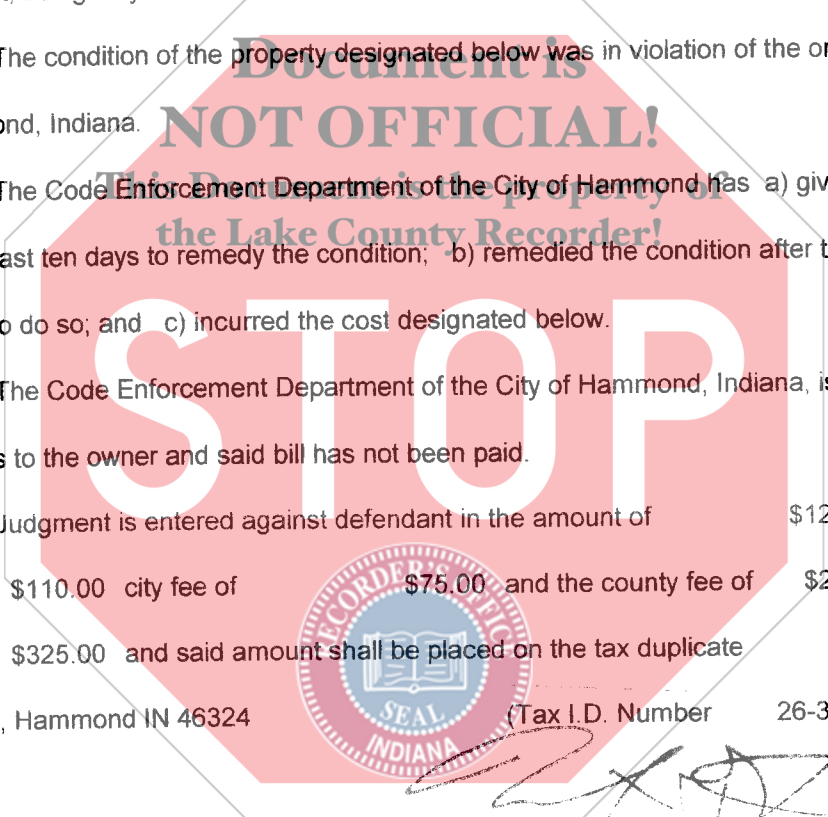 The condition of the property designated below was in violation of the or
ond, Indiana.
The Code Enforcement Department of the City of Hammond has a) giv
ast ten days to remedy the condition; b) remedied the condition after t
o do so; and c) incurred the cost designated below.
The Code Enforcement Department of the City of Hammond, Indiana, is
s to the owner and said bill has not been paid.
Judgment is entered against defendant in the amount of $12
$110.00 city fee of $75.00 and the county fee of $2
$325.00 and said amount shall be placed on the tax duplicate
, Hammond IN 46324 (Tax I.D. Number 26-3
Document is
NOT OFFICIAL!
This Document is the property of
the Lake County Recorder!
STOP
RECORDER'S OFFICE
SEAL
INDIANA